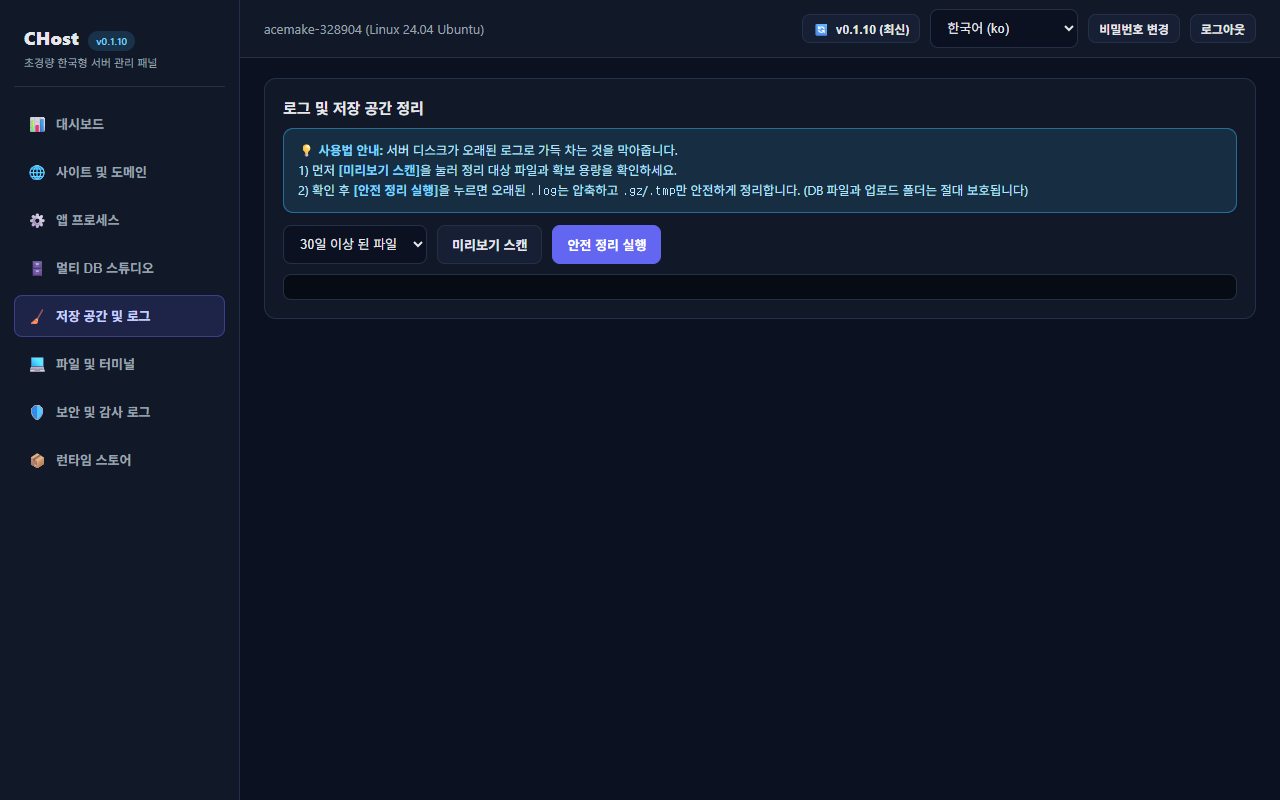 CHost v0.1.10
초경량 한국형 서버 관리 패널
대시보드
사이트 및 도메인
앱 프로세스
멀티 DB 스튜디오
저장 공간 및 로그
파일 및 터미널
보안 및 감사 로그
런타임 스토어
acemake-328904 (Linux 24.04 Ubuntu)
v0.1.10 (최신)
한국어 (ko)
비밀번호 변경
로그아웃
로그 및 저장 공간 정리
사용법 안내: 서버 디스크가 오래된 로그로 가득 차는 것을 막아줍니다.
1) 먼저 [미리보기 스캔]을 눌러 정리 대상 파일과 확보 용량을 확인하세요.
2) 확인 후 [안전 정리 실행]을 누르면 오래된 .log는 압축하고 .gz/.tmp만 안전하게 정리합니다. (DB 파일과 업로드 폴더는 절대 보호됩니다)
30일 이상 된 파일
미리보기 스캔
안전 정리 실행